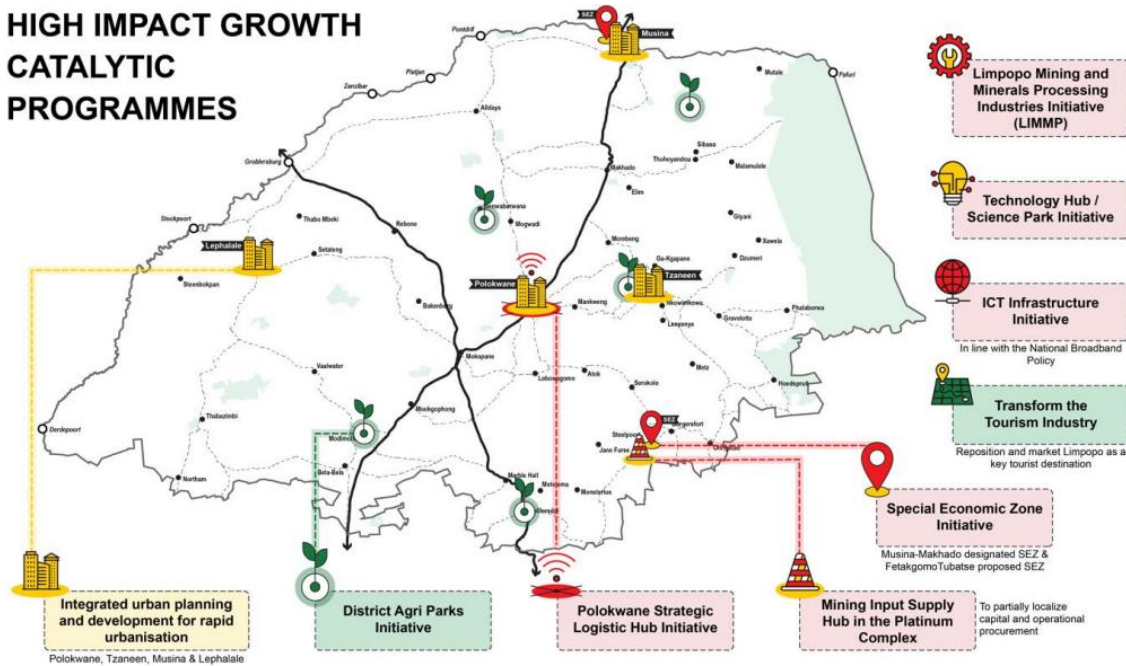 HIGH IMPACT GROWTH
CATALYTIC
PROGRAMMES
SEZ
Musina
Pontdrif
Platjan
Zanzibar
Alldays
Mutale
Pafuri
Groblersburg
Sibasa
Thohoyandou
Makhado
Malamulele
Elim
Stockpoort
Thabo Mbeki
Rebone
Mogwadi
Giyani
Lephalale
Setateng
Morebeng
Xawela
Ga-Kgapane
Dzumeri
Steenbokpan
Polokwane
Tzaneen
Bakenberg
Mankweng
Nkowankowa
Lenyenye
Gravelotte
Phalaborwa
Mokopane
Vaalwater
Lebowagomo
Atok
Serokolo
Metz
Hoedspruit
Thabazimbi
Mookgophong
Derdepoort
SEZ
Steelpoort
Jane Furse
Bela-Bela
Northam
Marble Hall
Monsterius
Limpopo Mining and
Minerals Processing
Industries Initiative
(LIMMP)
Technology Hub /
Science Park Initiative
ICT Infrastructure
Initiative
In line with the National Broadband
Policy
Transform the
Tourism Industry
Reposition and market Limpopo as a
key tourist destination
Special Economic Zone
Initiative
Musina-Makhado designated SEZ &
FetakgomoTubatse proposed SEZ
Integrated urban planning
and development for rapid
urbanisation
Polokwane, Tzaneen, Musina & Lephalale
District Agri Parks
Initiative
Polokwane Strategic
Logistic Hub Initiative
Mining Input Supply
Hub in the Platinum
Complex
To partially localize
capital and operational
procurement